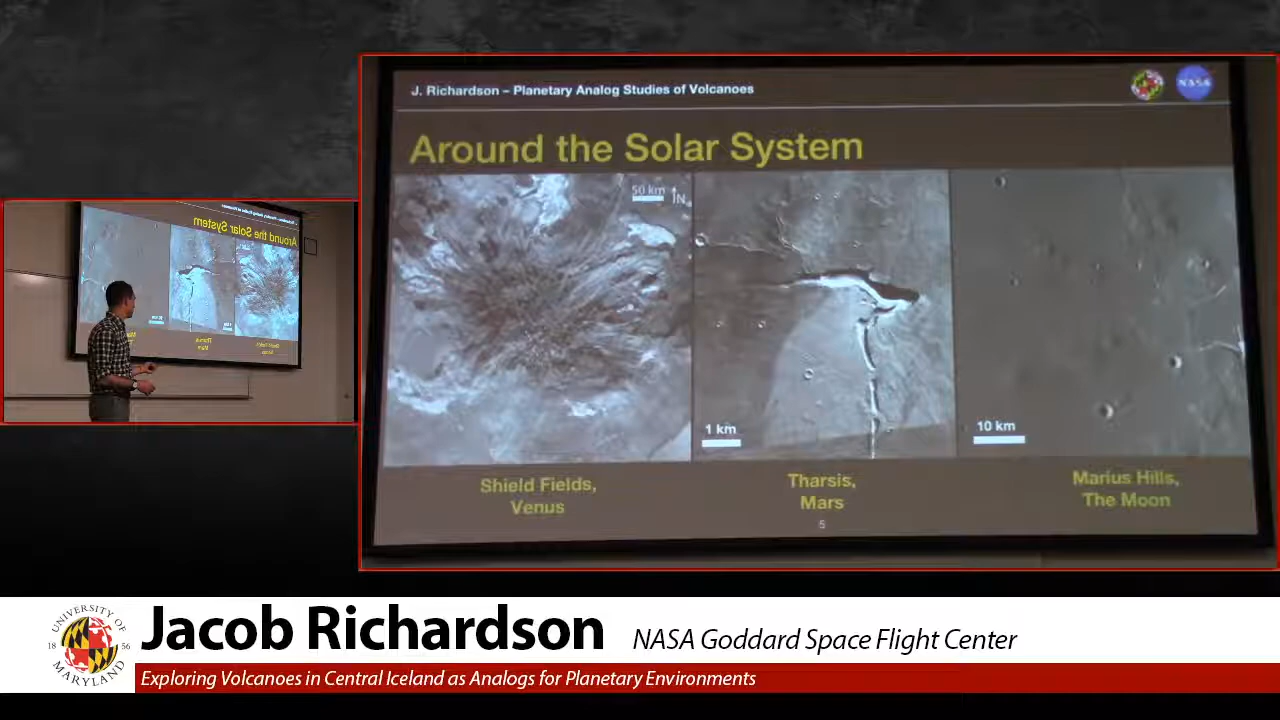 J. Richardson – Planetary Analog Studies of Volcanoes
NASA
Around the Solar System
50 km
N
1 km
10 km
Shield Fields,
Venus
Tharsis,
Mars
Marius Hills,
The Moon
5
Around the Solar System
UNIVERSITY OF
18 56
MARYLAND
Jacob Richardson
NASA Goddard Space Flight Center
Exploring Volcanoes in Central Iceland as Analogs for Planetary Environments